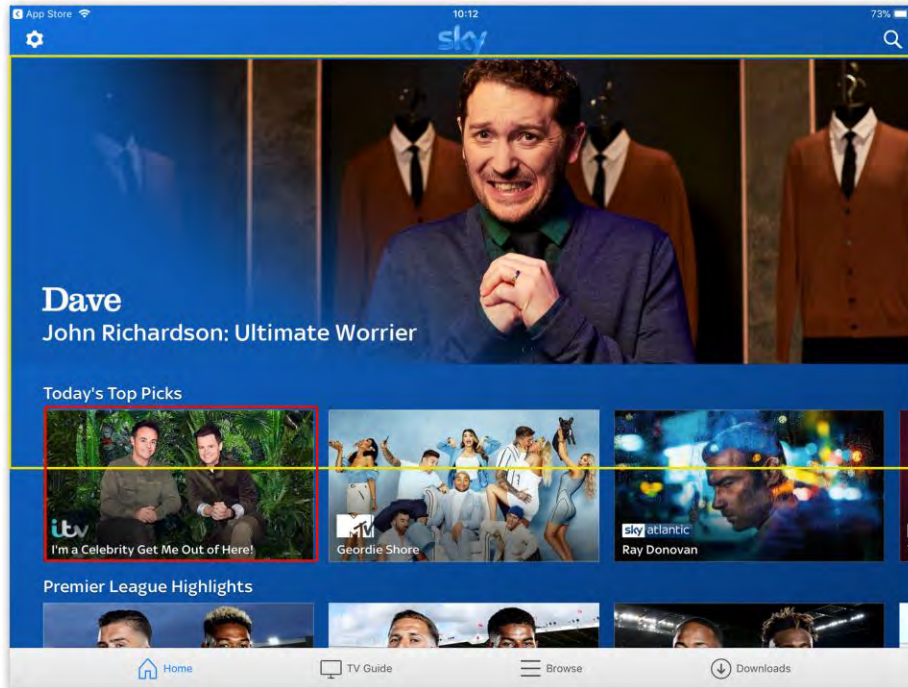 App Store
10:12
73%
sky
Dave
John Richardson: Ultimate Worrier
Today's Top Picks
itv
I'm a Celebrity Get Me Out of Here!
MTV
Geordie Shore
sky atlantic
Ray Donovan
Premier League Highlights
Home
TV Guide
Browse
Downloads